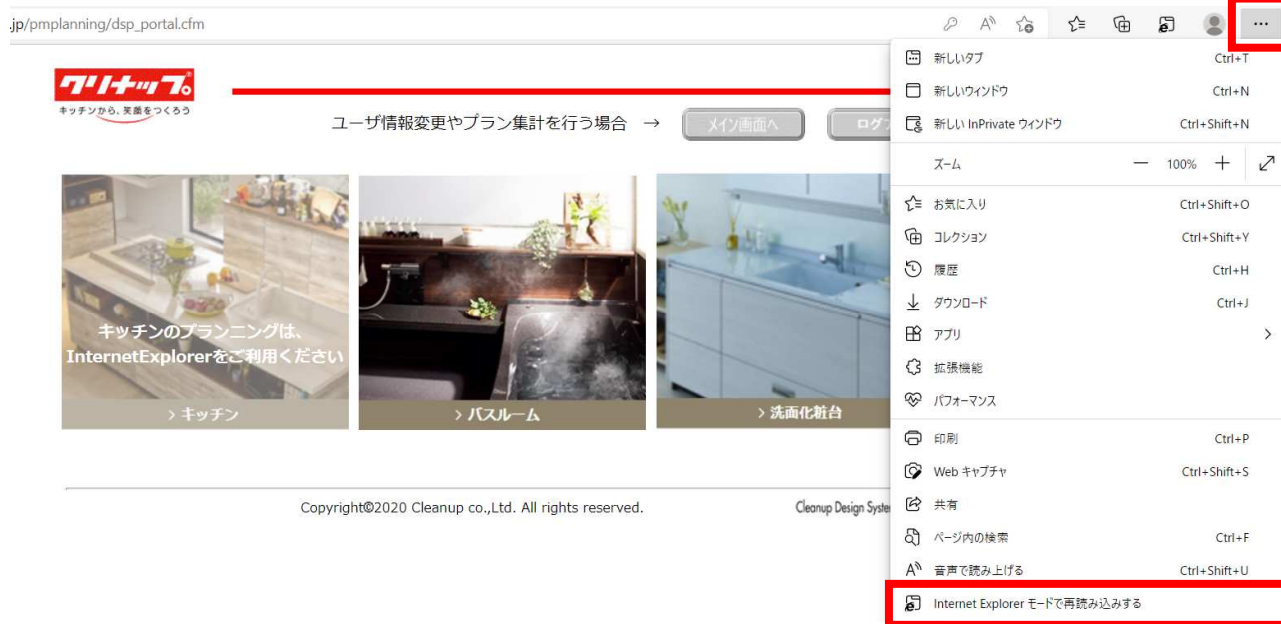 .jp/pmplanning/dsp_portal.cfm
クリナップ
キッチンから、笑顔をつくろう
ユーザ情報変更やプラン集計を行う場合 →
メイン画面へ
ログ
キッチンのプランニングは、
InternetExplorerをご利用ください
> キッチン
> バスルーム
> 洗面化粧台
Copyright©2020 Cleanup co.,Ltd. All rights reserved.
Cleanup Design
新しいタブ Ctrl+T
新しいウィンドウ Ctrl+N
新しい InPrivate ウィンドウ Ctrl+Shift+N
ズーム — 100% +
お気に入り Ctrl+Shift+O
コレクション Ctrl+Shift+Y
履歴 Ctrl+H
ダウンロード Ctrl+J
アプリ >
拡張機能
パフォーマンス
印刷 Ctrl+P
Web キャプチャ Ctrl+Shift+S
共有
ページ内の検索 Ctrl+F
音声で読み上げる Ctrl+Shift+U
Internet Explorer モードで再読み込みする